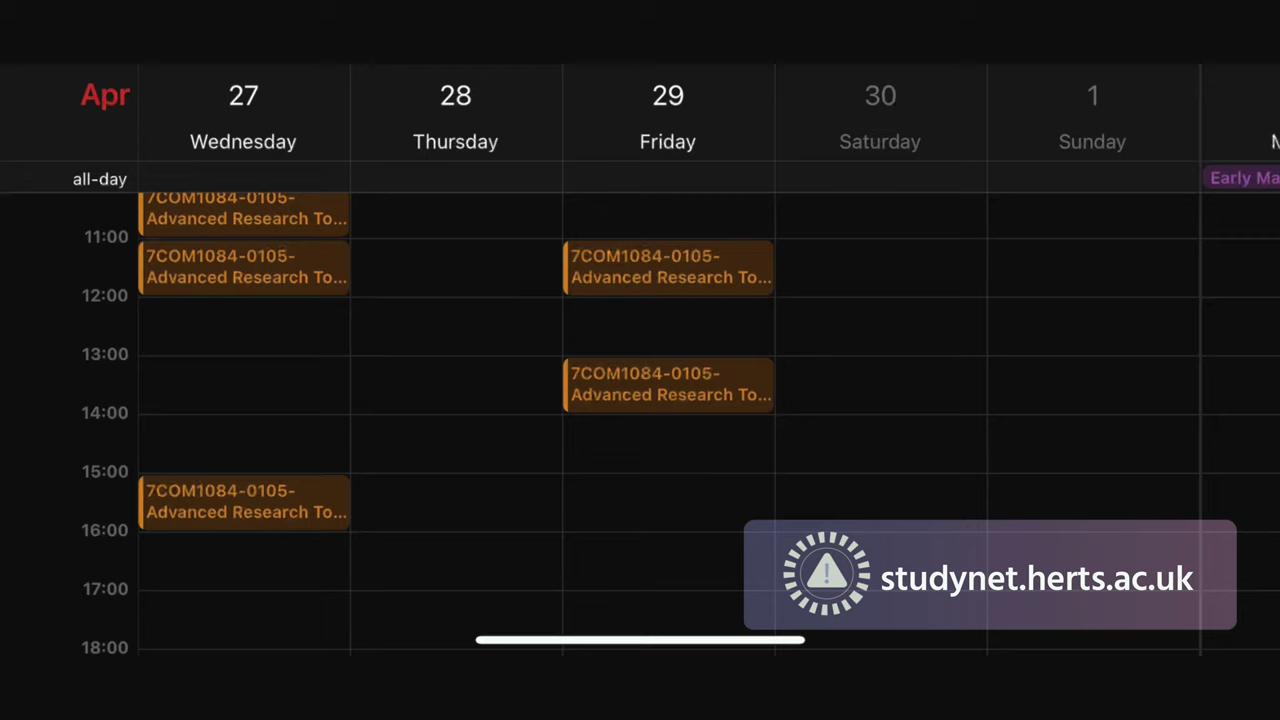 Apr
27
28
29
30
1
Wednesday
Thursday
Friday
Saturday
Sunday
all-day
Early Ma
7COM1084-0105-
Advanced Research To...
11:00
7COM1084-0105-
Advanced Research To...
7COM1084-0105-
Advanced Research To...
12:00
13:00
7COM1084-0105-
Advanced Research To...
14:00
15:00
7COM1084-0105-
Advanced Research To...
16:00
studynet.herts.ac.uk
17:00
18:00